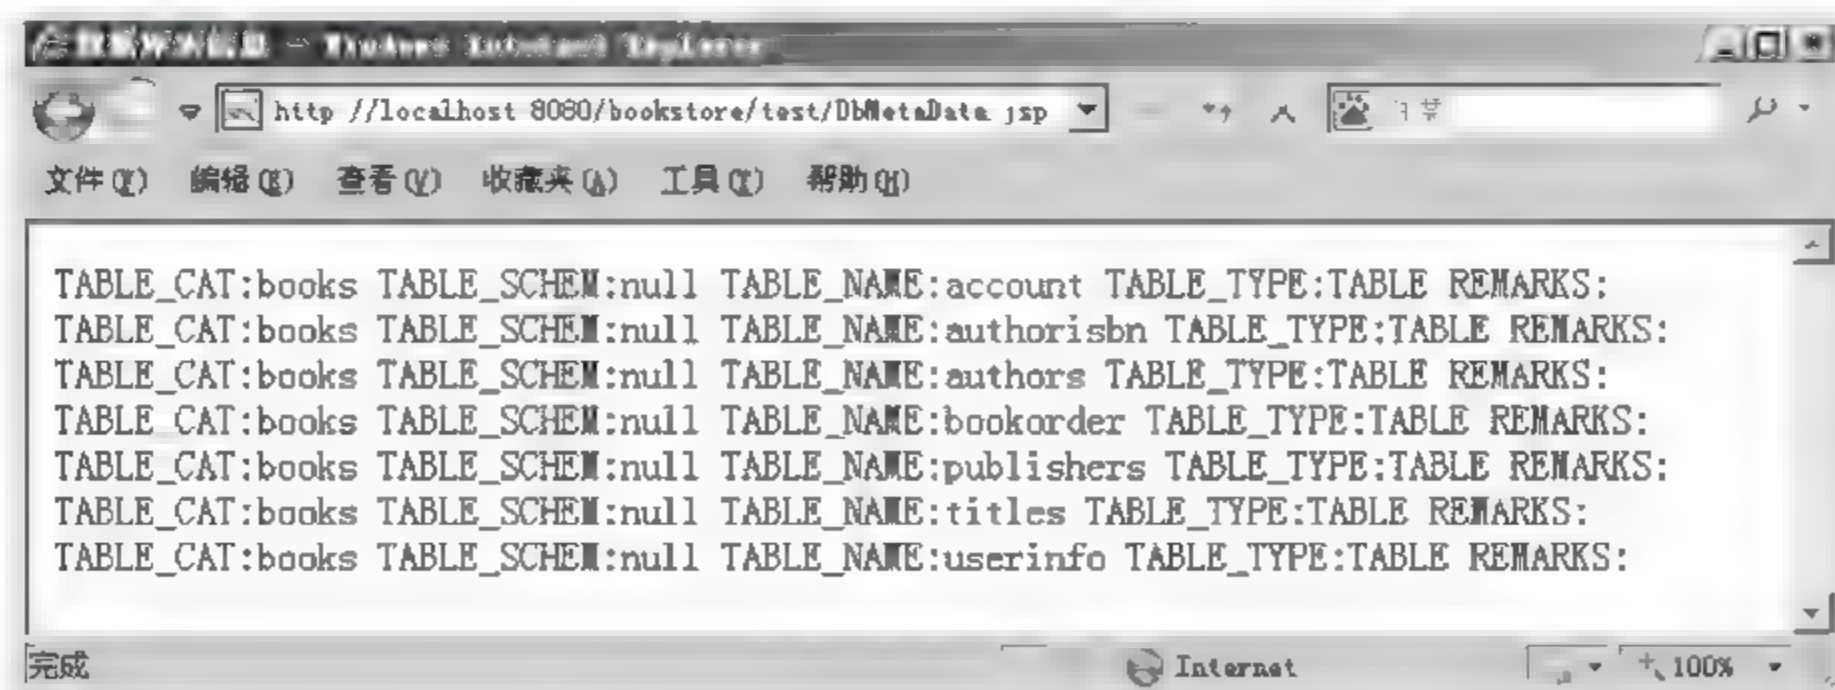 Windows Internet Explorer
http //localhost 8080/bookstore/test/DbMetaData jsp
文件(F) 编辑(E) 查看(V) 收藏夹(A) 工具(T) 帮助(H)
TABLE_CAT:books TABLE_SCHEM:null TABLE_NAME:account TABLE_TYPE:TABLE REMARKS:
TABLE_CAT:books TABLE_SCHEM:null TABLE_NAME:authorisbn TABLE_TYPE:TABLE REMARKS:
TABLE_CAT:books TABLE_SCHEM:null TABLE_NAME:authors TABLE_TYPE:TABLE REMARKS:
TABLE_CAT:books TABLE_SCHEM:null TABLE_NAME:bookorder TABLE_TYPE:TABLE REMARKS:
TABLE_CAT:books TABLE_SCHEM:null TABLE_NAME:publishers TABLE_TYPE:TABLE REMARKS:
TABLE_CAT:books TABLE_SCHEM:null TABLE_NAME:titles TABLE_TYPE:TABLE REMARKS:
TABLE_CAT:books TABLE_SCHEM:null TABLE_NAME:userinfo TABLE_TYPE:TABLE REMARKS:
完成 Internet 100%